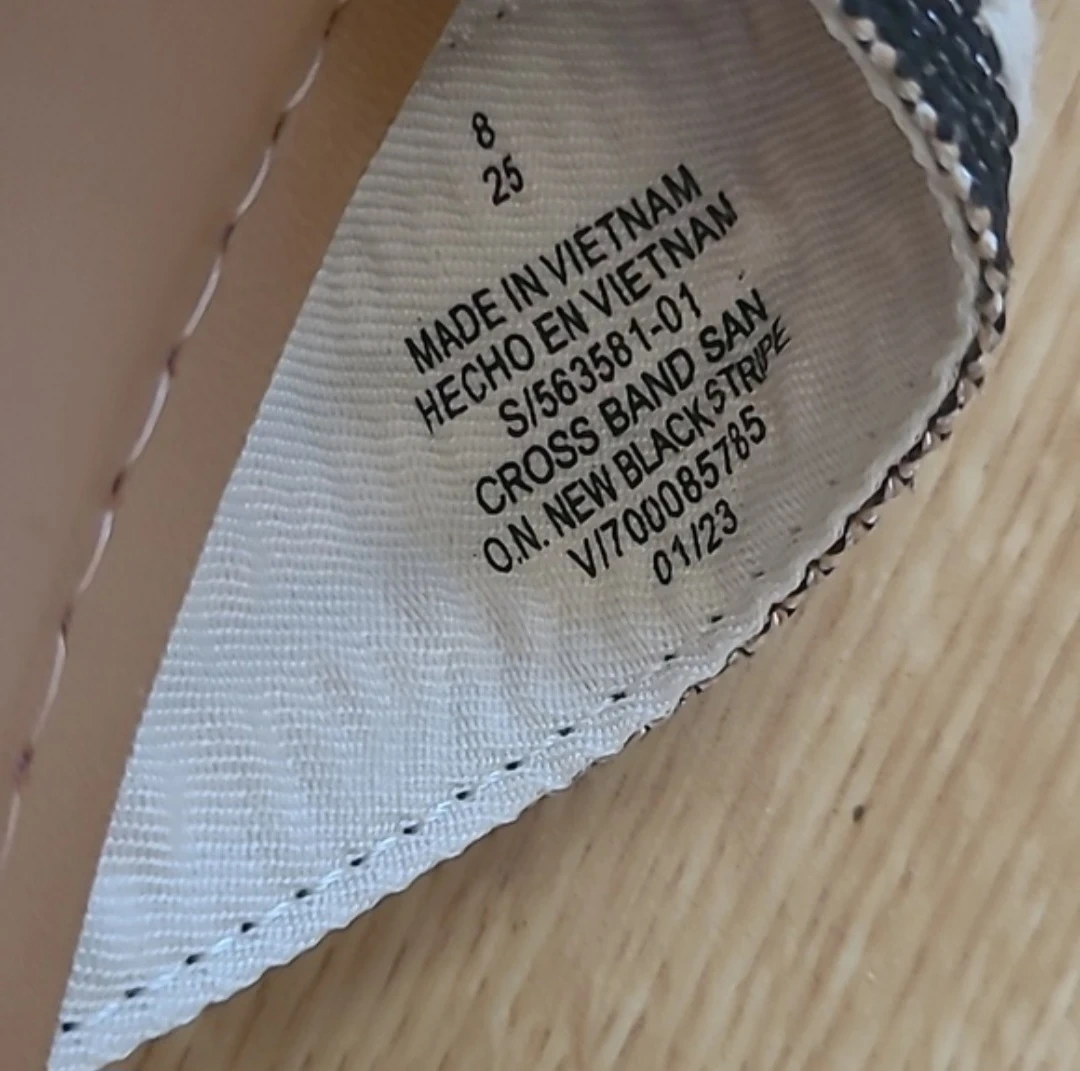 8
25
MADE IN VIETNAM
HECHO EN VIETNAM
S/563581-01
CROSS BAND SAN
O.N. NEW BLACK STRIPE
V/700085785
01/23